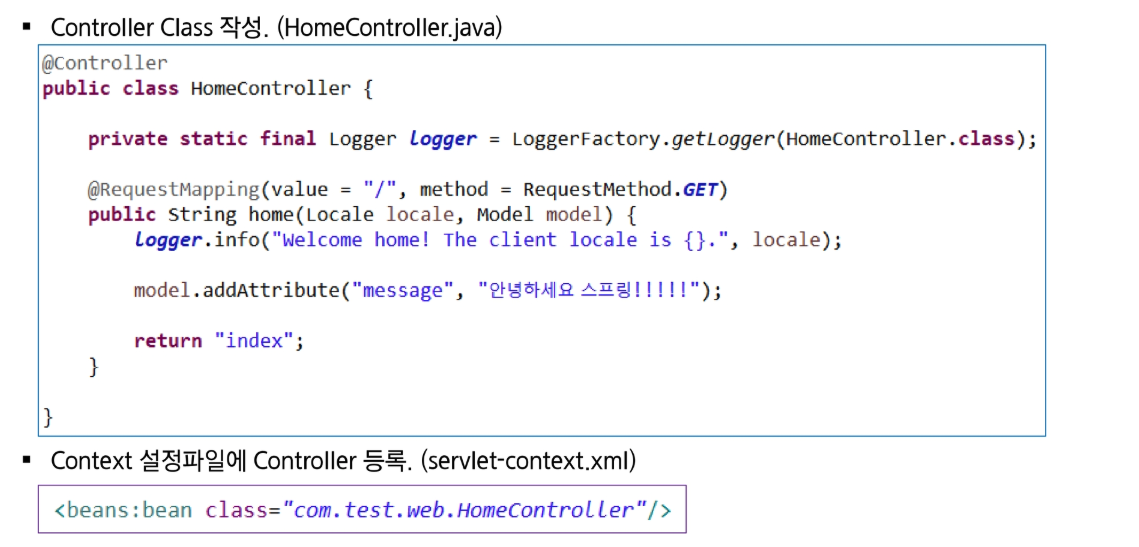 ▪ Controller Class 작성. (HomeController.java)
@Controller
public class HomeController {
private static final Logger logger = LoggerFactory.getLogger(HomeController.class);
@RequestMapping(value = "/", method = RequestMethod.GET)
public String home(Locale locale, Model model) {
logger.info("Welcome home! The client locale is {}.", locale);
model.addAttribute("message", "안녕하세요 스프링!!!!!");
return "index";
}
}
▪ Context 설정파일에 Controller 등록. (servlet-context.xml)
<beans:bean class="com.test.web.HomeController"/>